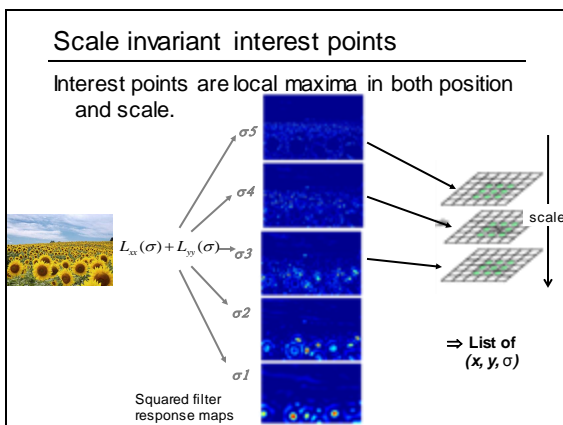 Scale invariant interest points
Interest points are local maxima in both position
and scale.
σ5
σ4
L_xx(σ) + L_yy(σ)
σ3
σ2
σ1
Squared filter
response maps
scale
⇒ List of
(x, y, σ)